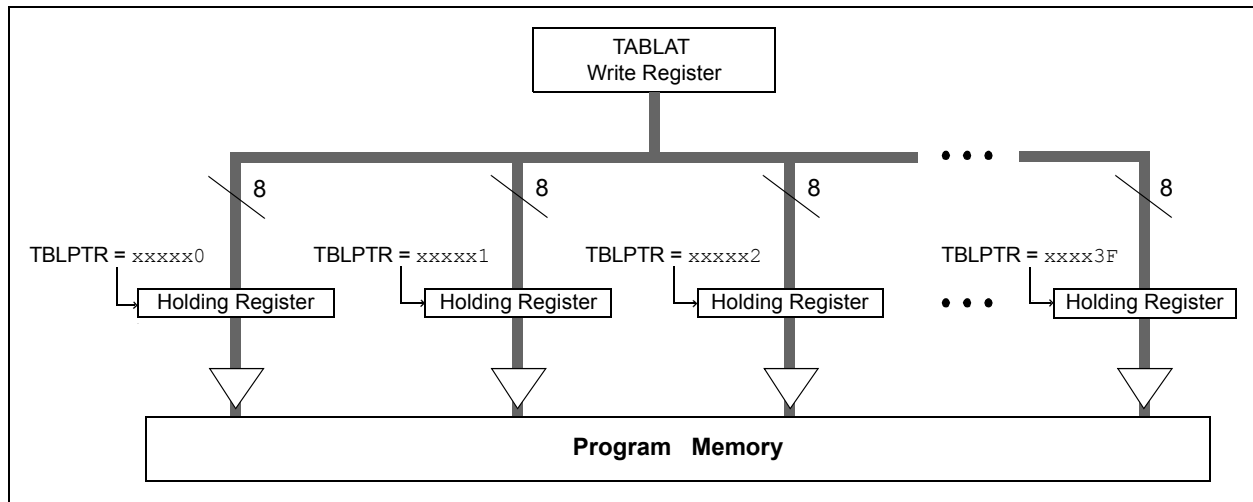 TABLAT
Write Register
8
8
8
8
TBLPTR = xxxxx0
TBLPTR = xxxxx1
TBLPTR = xxxxx2
TBLPTR = xxxx3F
Holding Register
Holding Register
Holding Register
Holding Register
Program Memory